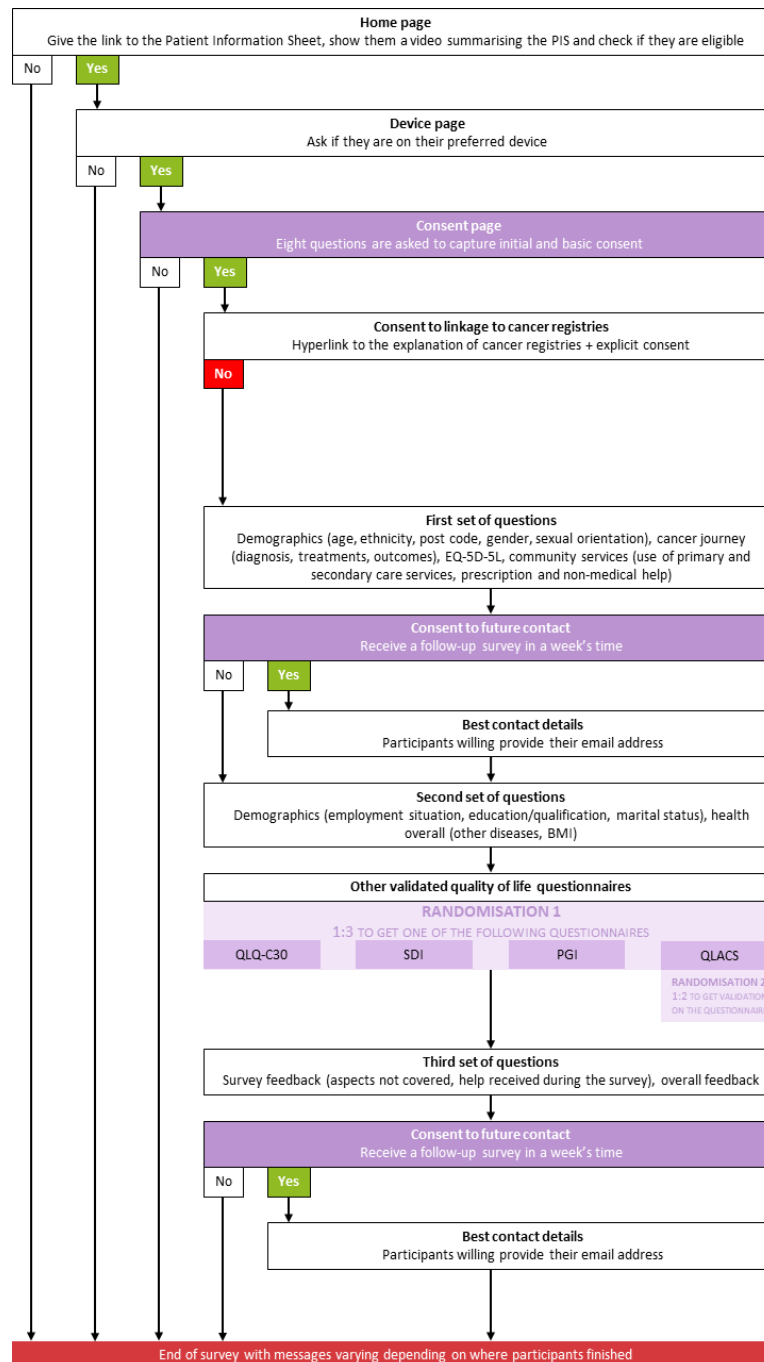 Home page
Give the link to the Patient Information Sheet, show them a video summarising the PIS and check if they are eligible
No
Yes
Device page
Ask if they are on their preferred device
No
Yes
Consent page
Eight questions are asked to capture initial and basic consent
No
Yes
Consent to linkage to cancer registries
Hyperlink to the explanation of cancer registries + explicit consent
No
First set of questions
Demographics (age, ethnicity, post code, gender, sexual orientation), cancer journey
(diagnosis, treatments, outcomes), EQ-5D-5L, community services (use of primary and
secondary care services, prescription and non-medical help)
Consent to future contact
Receive a follow-up survey in a week's time
No
Yes
Best contact details
Participants willing provide their email address
Second set of questions
Demographics (employment situation, education/qualification, marital status), health
overall (other diseases, BMI)
Other validated quality of life questionnaires
RANDOMISATION 1
1:3 TO GET ONE OF THE FOLLOWING QUESTIONNAIRES
QLQ-C30
SDI
PGI
QLACS
RANDOMISATION 2
1:2 TO GET VALIDATION
ON THE QUESTIONNAIRE
Third set of questions
Survey feedback (aspects not covered, help received during the survey), overall feedback
Consent to future contact
Receive a follow-up survey in a week's time
No
Yes
Best contact details
Participants willing provide their email address
End of survey with messages varying depending on where participants finished